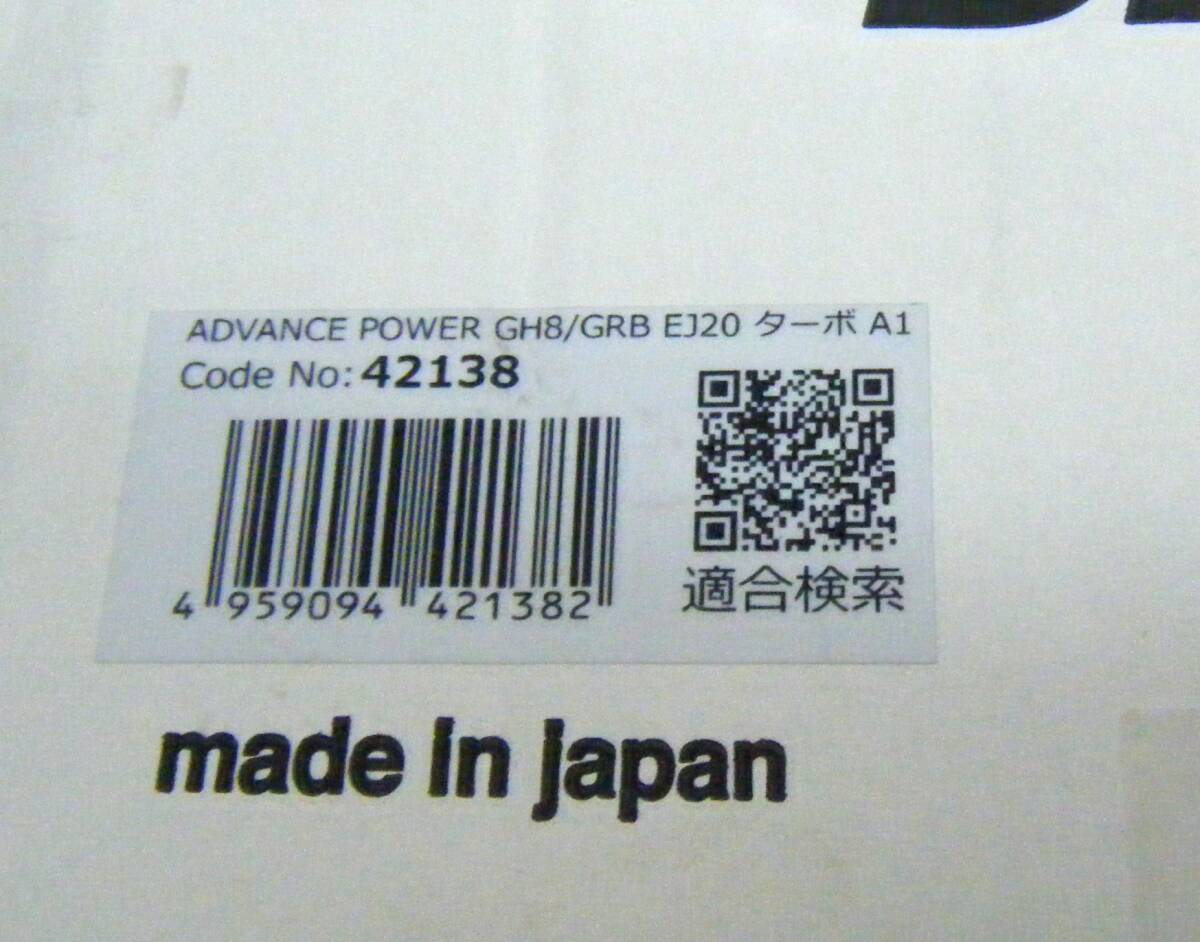 ADVANCE POWER GH8/GRB EJ20 ターボ A1
Code No: 42138
4 959094 421382
適合検索
made in japan